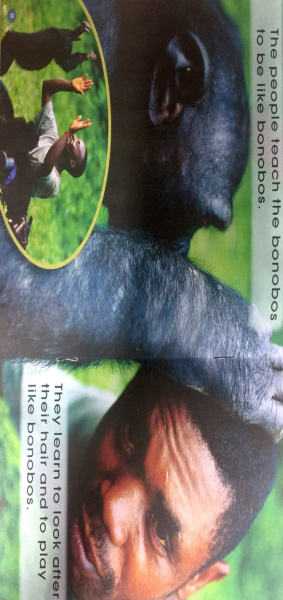 The people teach the bonobos
to be like bonobos.
They learn to look after
their hair and to play
like bonobos.